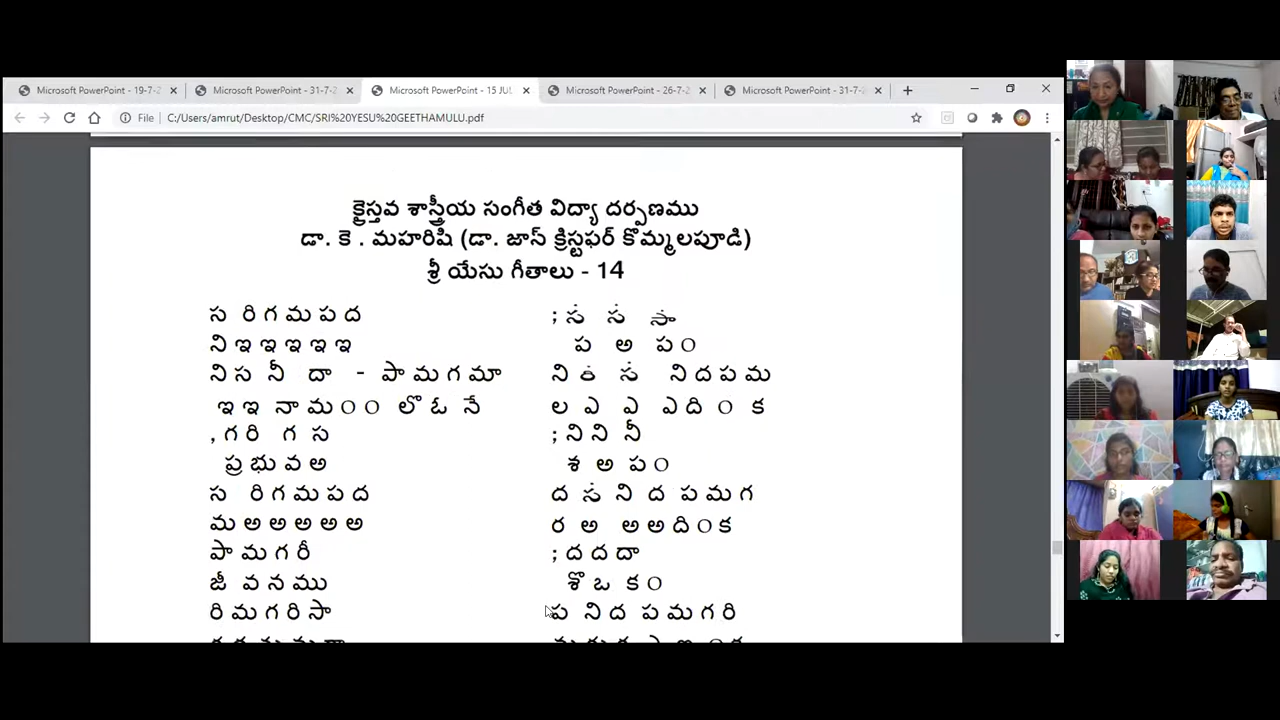 Microsoft PowerPoint - 19-7-2
Microsoft PowerPoint - 31-7-2
Microsoft PowerPoint - 15 JUL
Microsoft PowerPoint - 26-7-2
Microsoft PowerPoint - 31-7-2
File
C:/Users/amrut/Desktop/CMC/SRI%20YESU%20GEETHAMULU.pdf
క్రైస్తవ శాస్త్రీయ సంగీత విద్యా దర్పణము
డా. కె . మహరిషి (డా. జాస్ క్రిస్టఫర్ కొమ్మలపూడి)
శ్రీ యేసు గీతాలు - 14
స రి గ మ ప ద
ని ఇ ఇ ఇ ఇ ఇ
ని స నీ దా - పా మ గ మా
ఇ ఇ నా మ ం ం లొ ఓ నే
, గ రి గ స
ప్ర భు వ అ
స రి గ మ ప ద
మ అ అ అ అ అ
పా మ గ రీ
జీ వ న ము
రి మ గ రి సా
; స̇ స̇ సా̇
ప అ ప ం
ని రి̇ స̇ ని ద ప మ
ల ఎ ఎ ఎ ది ం క
; ని ని నీ
శ అ ప ం
ద స̇ ని ద ప మ గ
ర అ అ అ ది ం క
; ద ద దా
శొ ఒ క ం
ప ని ద ప మ గ రి